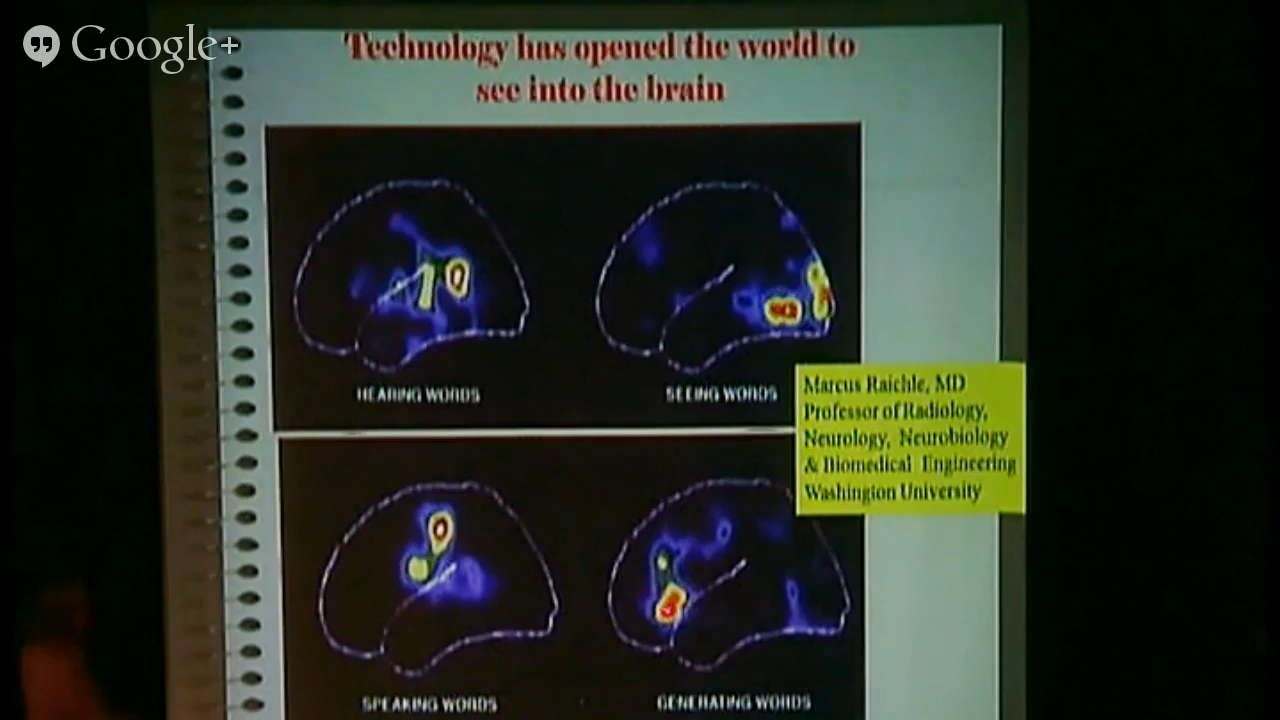 Google+
Technology has opened the world to
see into the brain
HEARING WORDS
SEEING WORDS
Marcus Raichle, MD
Professor of Radiology,
Neurology, Neurobiology
& Biomedical Engineering
Washington University
SPEAKING WORDS
GENERATING WORDS